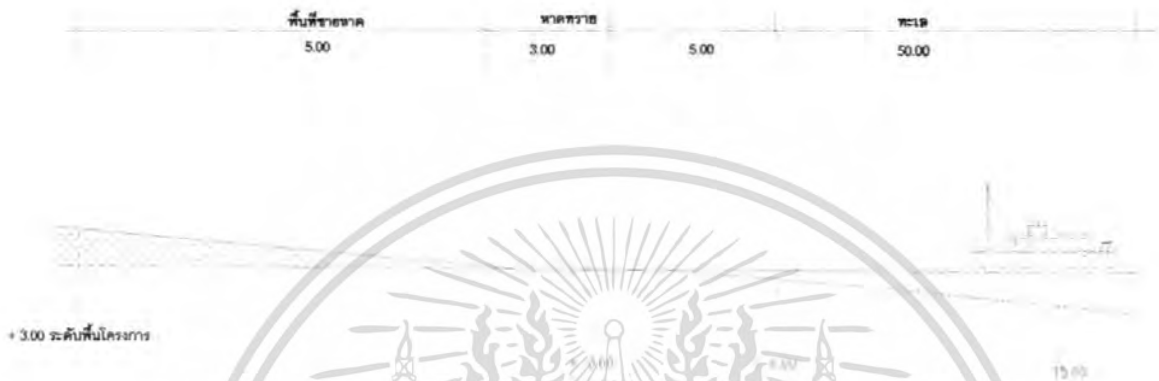 พื้นที่ชายหาด หาดทราย ทะเล
5.00 3.00 5.00 50.00
+ 3.00 ระดับพื้นโครงการ